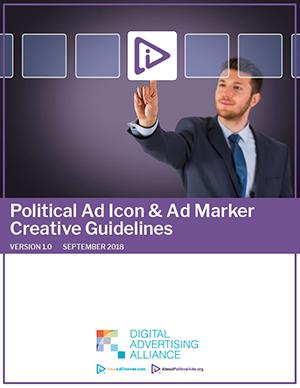 Political Ad Icon & Ad Marker
Creative Guidelines
VERSION 1.0 SEPTEMBER 2018
DIGITAL
ADVERTISING
ALLIANCE
YourAdChoices.com AboutPoliticalAds.org